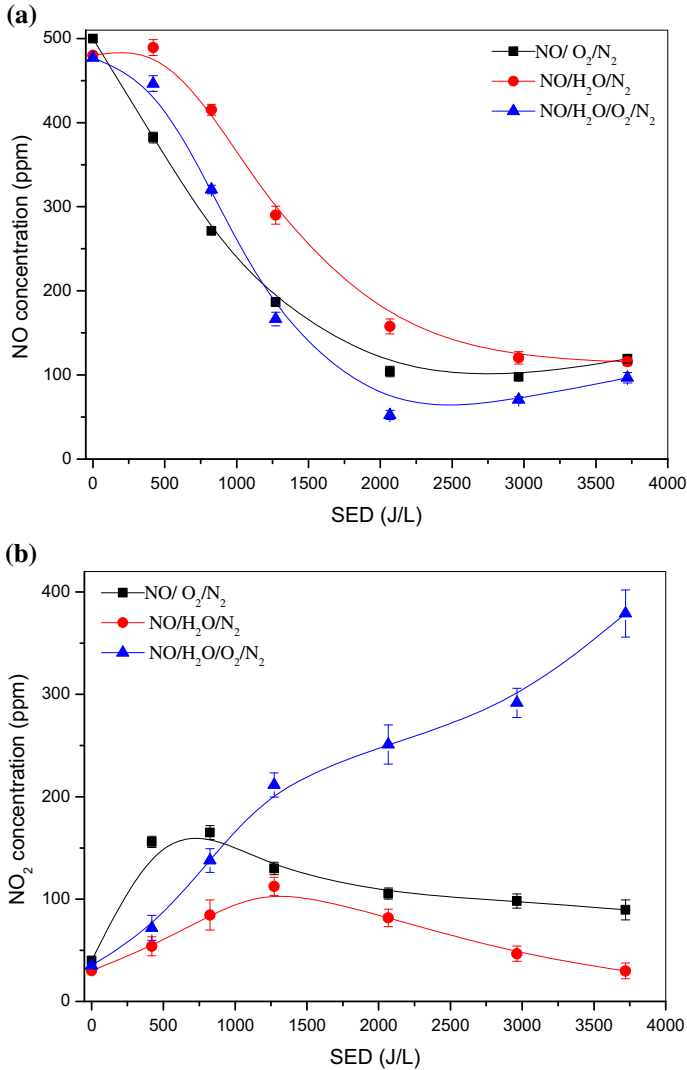 (a)
500
400
300
200
100
0
NO concentration (ppm)
NO/ O₂/N₂
NO/H₂O/N₂
NO/H₂O/O₂/N₂
0 500 1000 1500 2000 2500 3000 3500 4000
SED (J/L)
(b)
400
300
200
100
0
NO₂ concentration (ppm)
NO/ O₂/N₂
NO/H₂O/N₂
NO/H₂O/O₂/N₂
0 500 1000 1500 2000 2500 3000 3500 4000
SED (J/L)